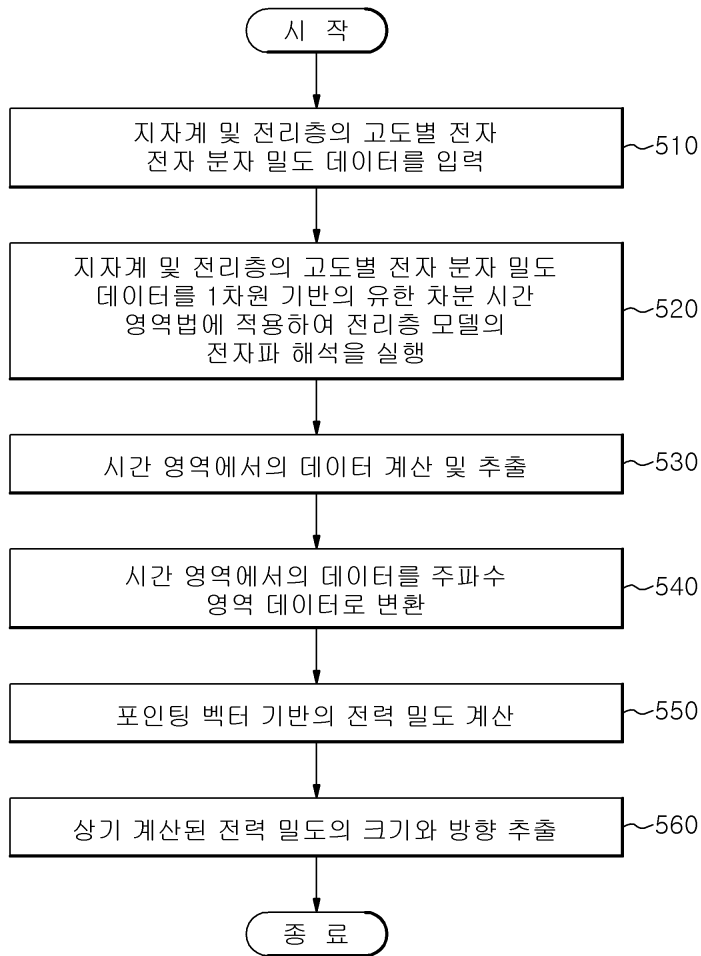 시 작
지자계 및 전리층의 고도별 전자
전자 분자 밀도 데이터를 입력
510
지자계 및 전리층의 고도별 전자 분자 밀도
데이터를 1차원 기반의 유한 차분 시간
영역법에 적용하여 전리층 모델의
전자파 해석을 실행
520
시간 영역에서의 데이터 계산 및 추출
530
시간 영역에서의 데이터를 주파수
영역 데이터로 변환
540
포인팅 벡터 기반의 전력 밀도 계산
550
상기 계산된 전력 밀도의 크기와 방향 추출
560
종 료